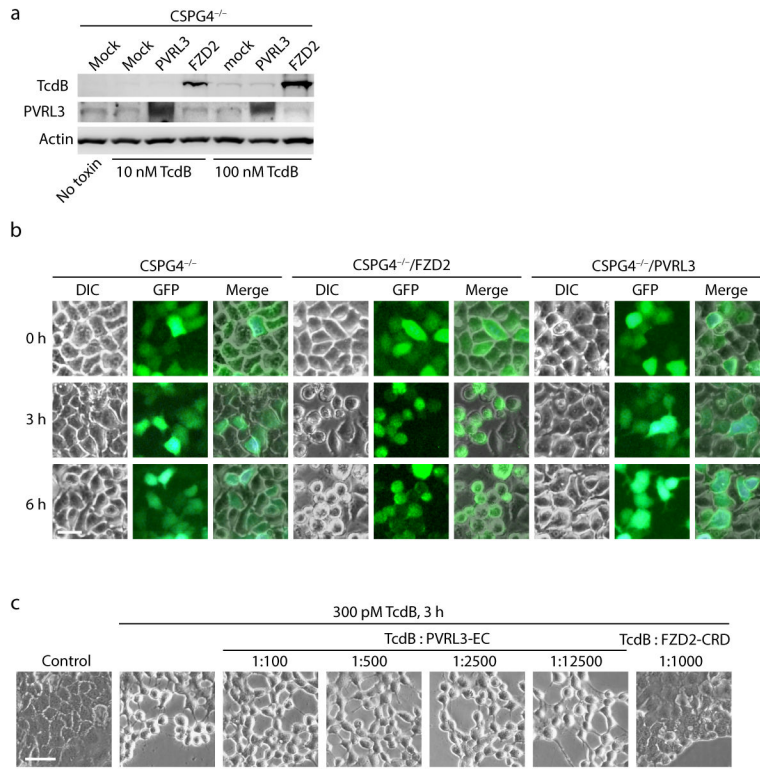 a
CSPG4⁻/⁻
Mock Mock PVRL3 FZD2 mock PVRL3 FZD2
TcdB
PVRL3
Actin
No toxin 10 nM TcdB 100 nM TcdB
b
CSPG4⁻/⁻ CSPG4⁻/⁻/FZD2 CSPG4⁻/⁻/PVRL3
DIC GFP Merge DIC GFP Merge DIC GFP Merge
0 h
3 h
6 h
c
300 pM TcdB, 3 h
TcdB : PVRL3-EC TcdB : FZD2-CRD
Control 1:100 1:500 1:2500 1:12500 1:1000